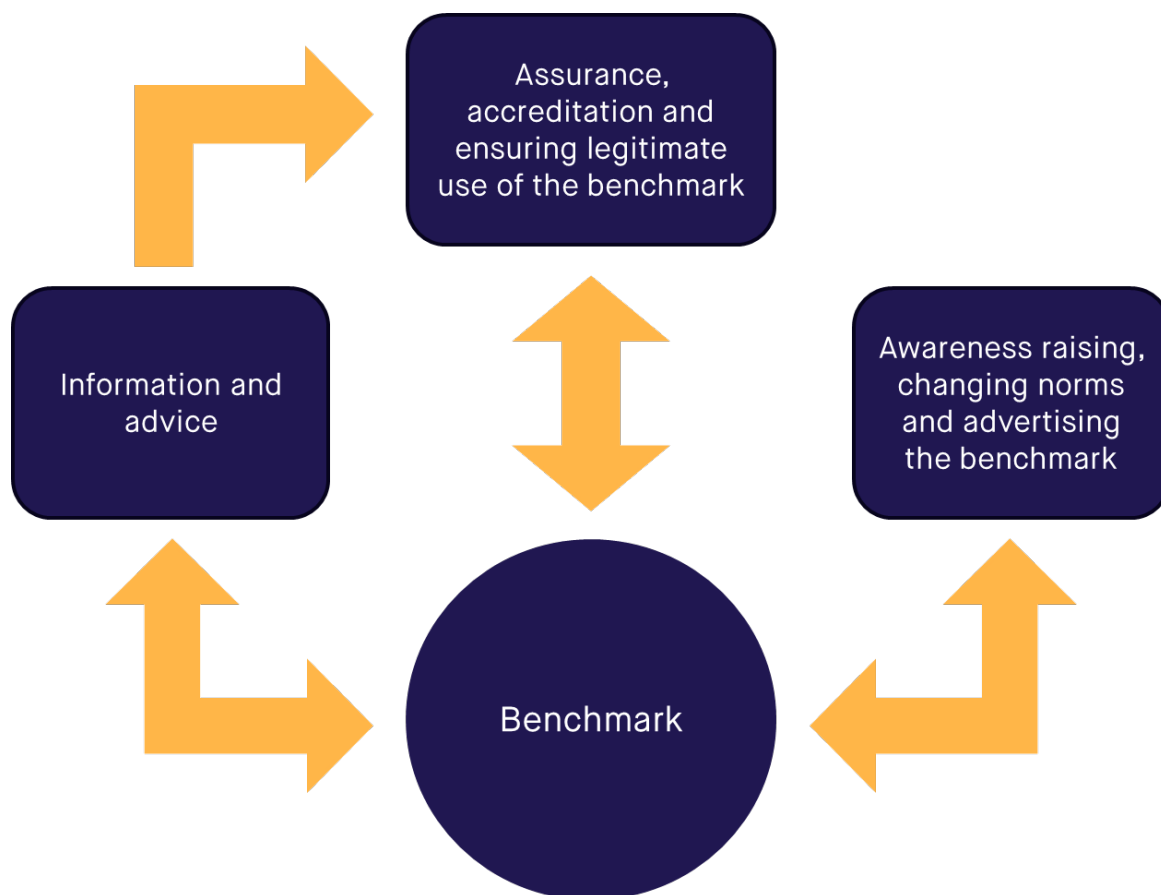 Assurance,
accreditation and
ensuring legitimate
use of the benchmark
Information and
advice
Awareness raising,
changing norms
and advertising
the benchmark
Benchmark